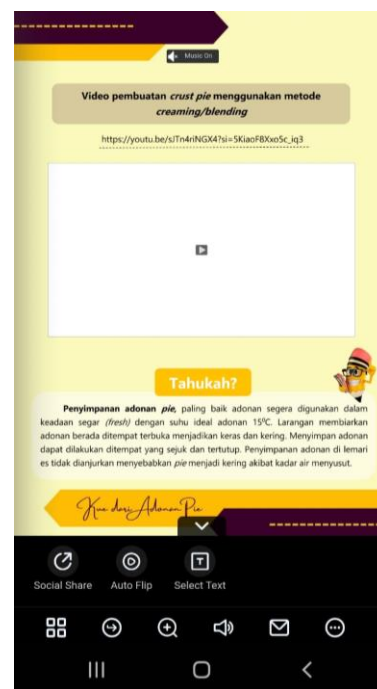 Music On
Video pembuatan crust pie menggunakan metode
creaming/blending
https://youtu.be/sJTn4riNGX4?si=5KiaoF8Xxo5c_iq3
Tahukah?
Penyimpanan adonan pie, paling baik adonan segera digunakan dalam
keadaan segar (fresh) dengan suhu ideal adonan 15⁰C. Larangan membiarkan
adonan berada ditempat terbuka menjadikan keras dan kering. Menyimpan adonan
dapat dilakukan ditempat yang sejuk dan tertutup. Penyimpanan adonan di lemari
es tidak dianjurkan menyebabkan pie menjadi kering akibat kadar air menyusut.
Kue dari Adonan Pie
Social Share
Auto Flip
Select Text